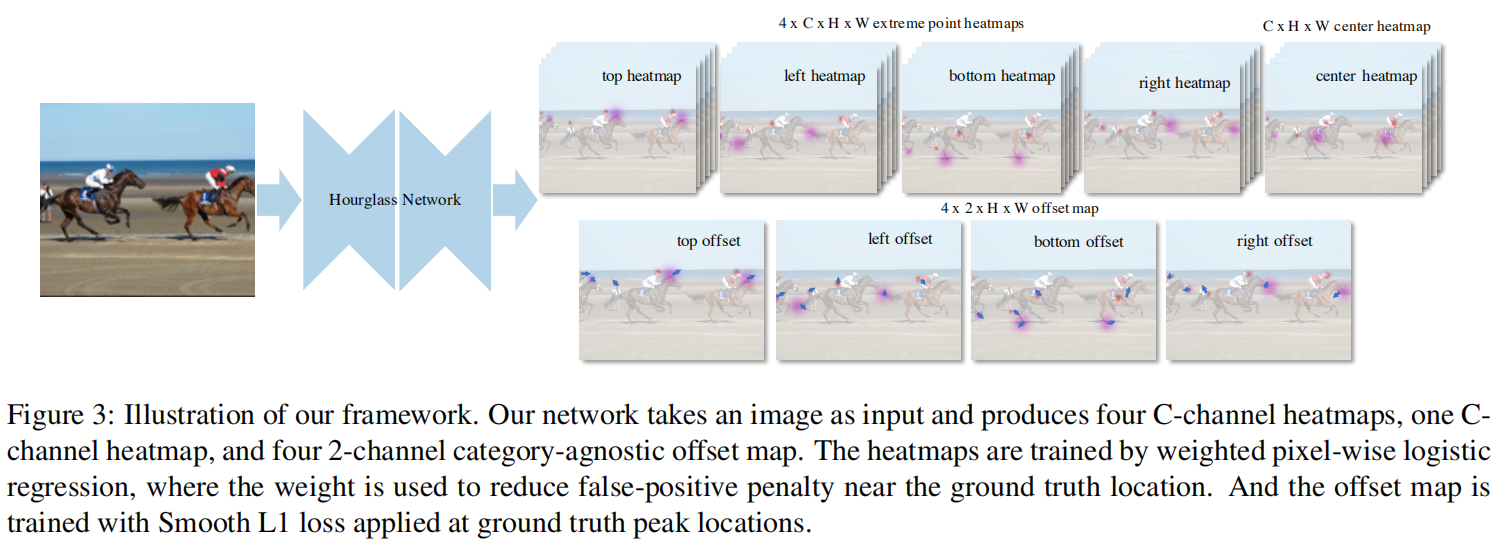 4 x C x H x W extreme point heatmaps
C x H x W center heatmap
top heatmap
left heatmap
bottom heatmap
right heatmap
center heatmap
Hourglass Network
4 x 2 x H x W offset map
top offset
left offset
bottom offset
right offset
Figure 3: Illustration of our framework. Our network takes an image as input and produces four C-channel heatmaps, one C-
channel heatmap, and four 2-channel category-agnostic offset map. The heatmaps are trained by weighted pixel-wise logistic
regression, where the weight is used to reduce false-positive penalty near the ground truth location. And the offset map is
trained with Smooth L1 loss applied at ground truth peak locations.